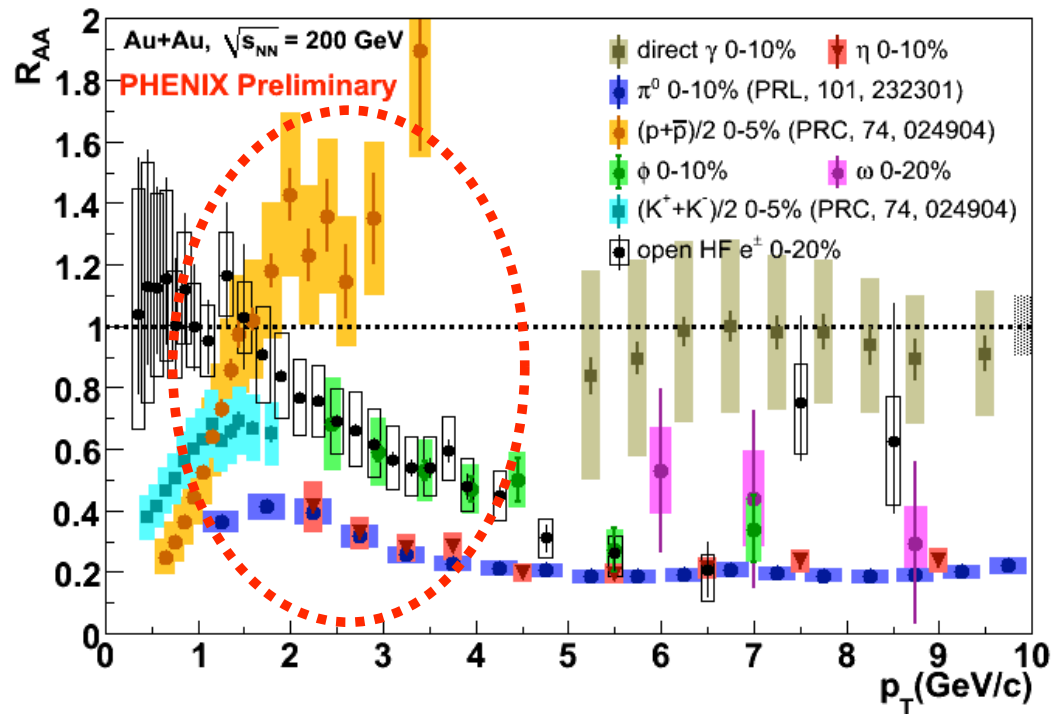 R_AA
2
1.8
1.6
1.4
1.2
1
0.8
0.6
0.4
0.2
0
Au+Au, √s_NN = 200 GeV
PHENIX Preliminary
direct γ 0-10%
η 0-10%
π⁰ 0-10% (PRL, 101, 232301)
(p+p̅)/2 0-5% (PRC, 74, 024904)
ϕ 0-10%
ω 0-20%
(K⁺+K⁻)/2 0-5% (PRC, 74, 024904)
open HF e± 0-20%
0 1 2 3 4 5 6 7 8 9 10
p_T(GeV/c)